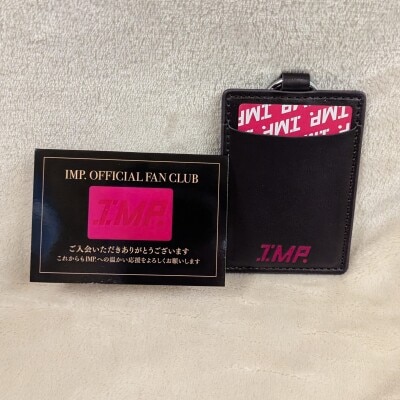 IMP. OFFICIAL FAN CLUB
I.MP.
ご入会いただきありがとうございます
これからもIMP.への温かい応援をよろしくお願いします
IMP. IMP.
I.MP.